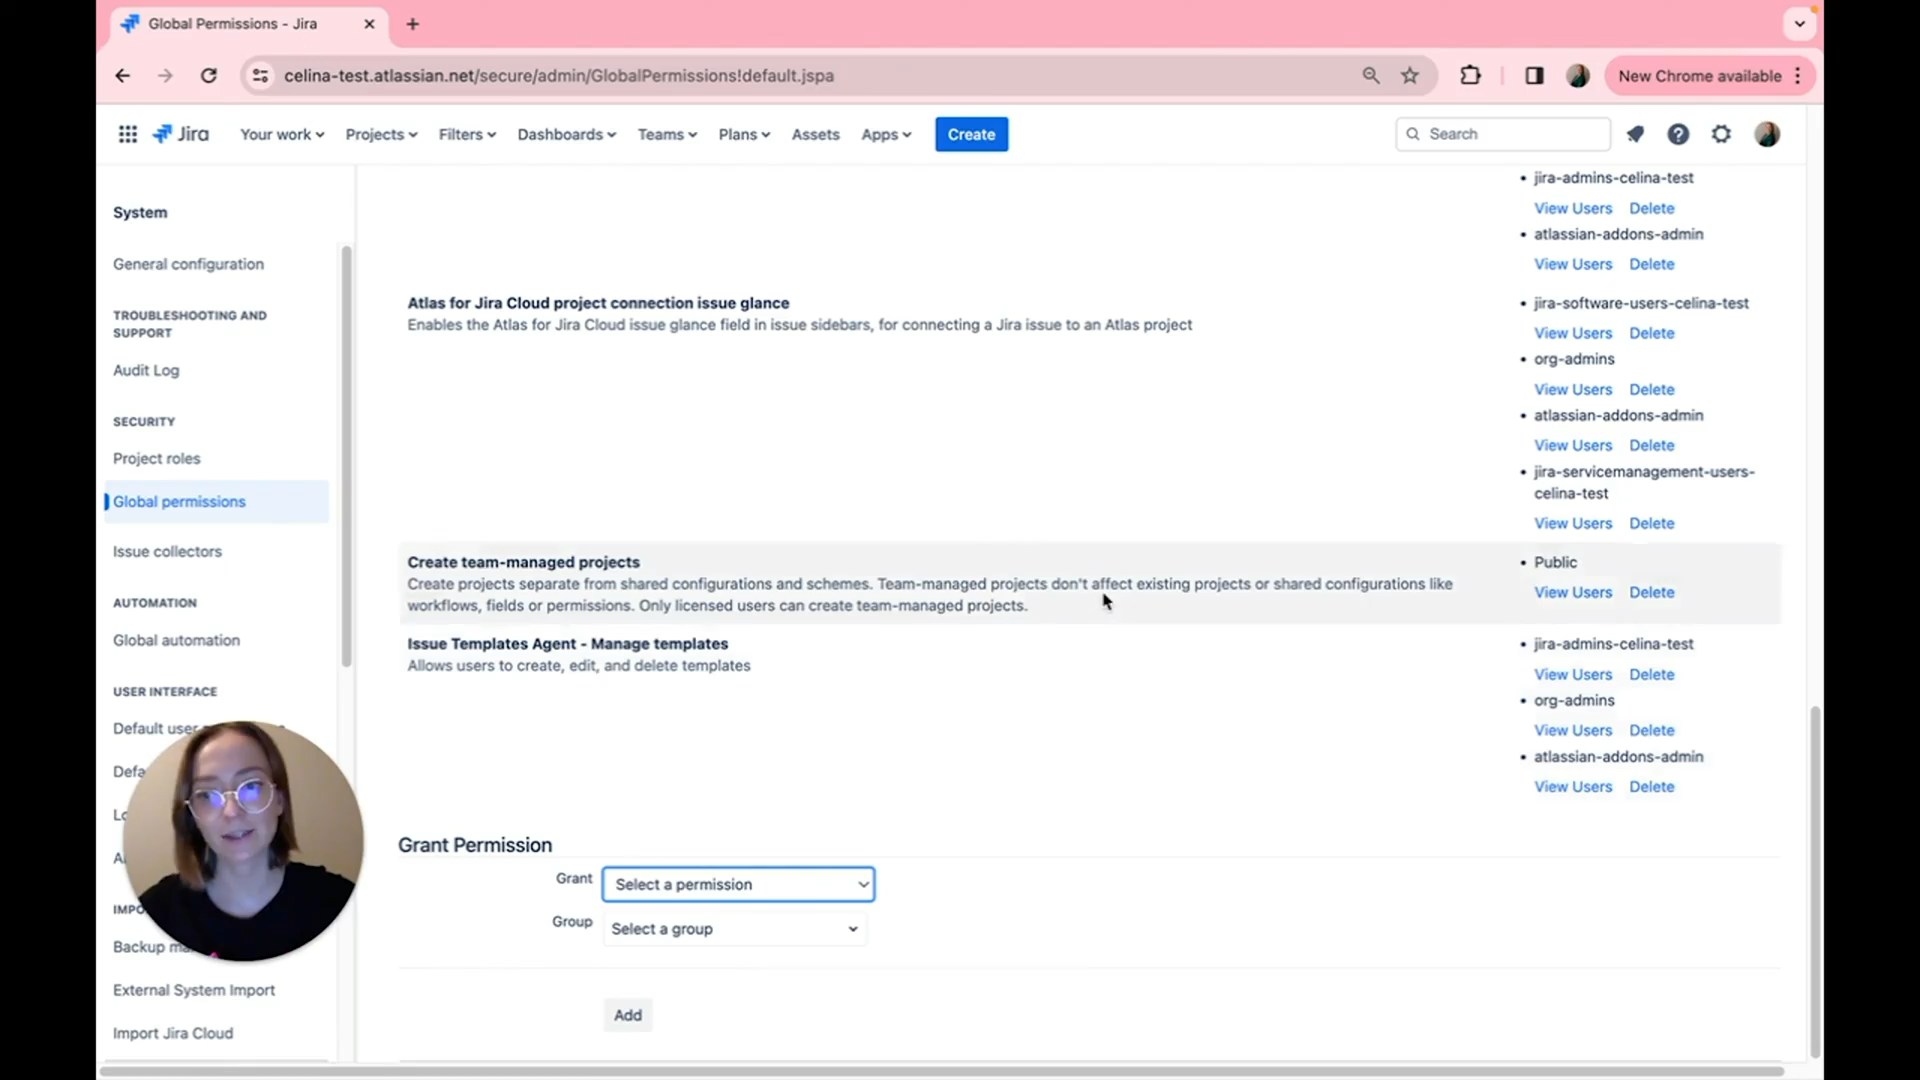 Global Permissions - Jira
celina-test.atlassian.net/secure/admin/GlobalPermissions!default.jspa
New Chrome available
Jira
Your work
Projects
Filters
Dashboards
Teams
Plans
Assets
Apps
Create
Search
System
General configuration
TROUBLESHOOTING AND
SUPPORT
Audit Log
SECURITY
Project roles
Global permissions
Issue collectors
AUTOMATION
Global automation
USER INTERFACE
Default user
Backup
External System Import
Import Jira Cloud
• jira-admins-celina-test
View Users Delete
• atlassian-addons-admin
View Users Delete
Atlas for Jira Cloud project connection issue glance
Enables the Atlas for Jira Cloud issue glance field in issue sidebars, for connecting a Jira issue to an Atlas project
• jira-software-users-celina-test
View Users Delete
• org-admins
View Users Delete
• atlassian-addons-admin
View Users Delete
• jira-servicemanagement-users-
celina-test
View Users Delete
Create team-managed projects
Create projects separate from shared configurations and schemes. Team-managed projects don't affect existing projects or shared configurations like
workflows, fields or permissions. Only licensed users can create team-managed projects.
• Public
View Users Delete
Issue Templates Agent - Manage templates
Allows users to create, edit, and delete templates
• jira-admins-celina-test
View Users Delete
• org-admins
View Users Delete
• atlassian-addons-admin
View Users Delete
Grant Permission
Grant
Select a permission
Group
Select a group
Add